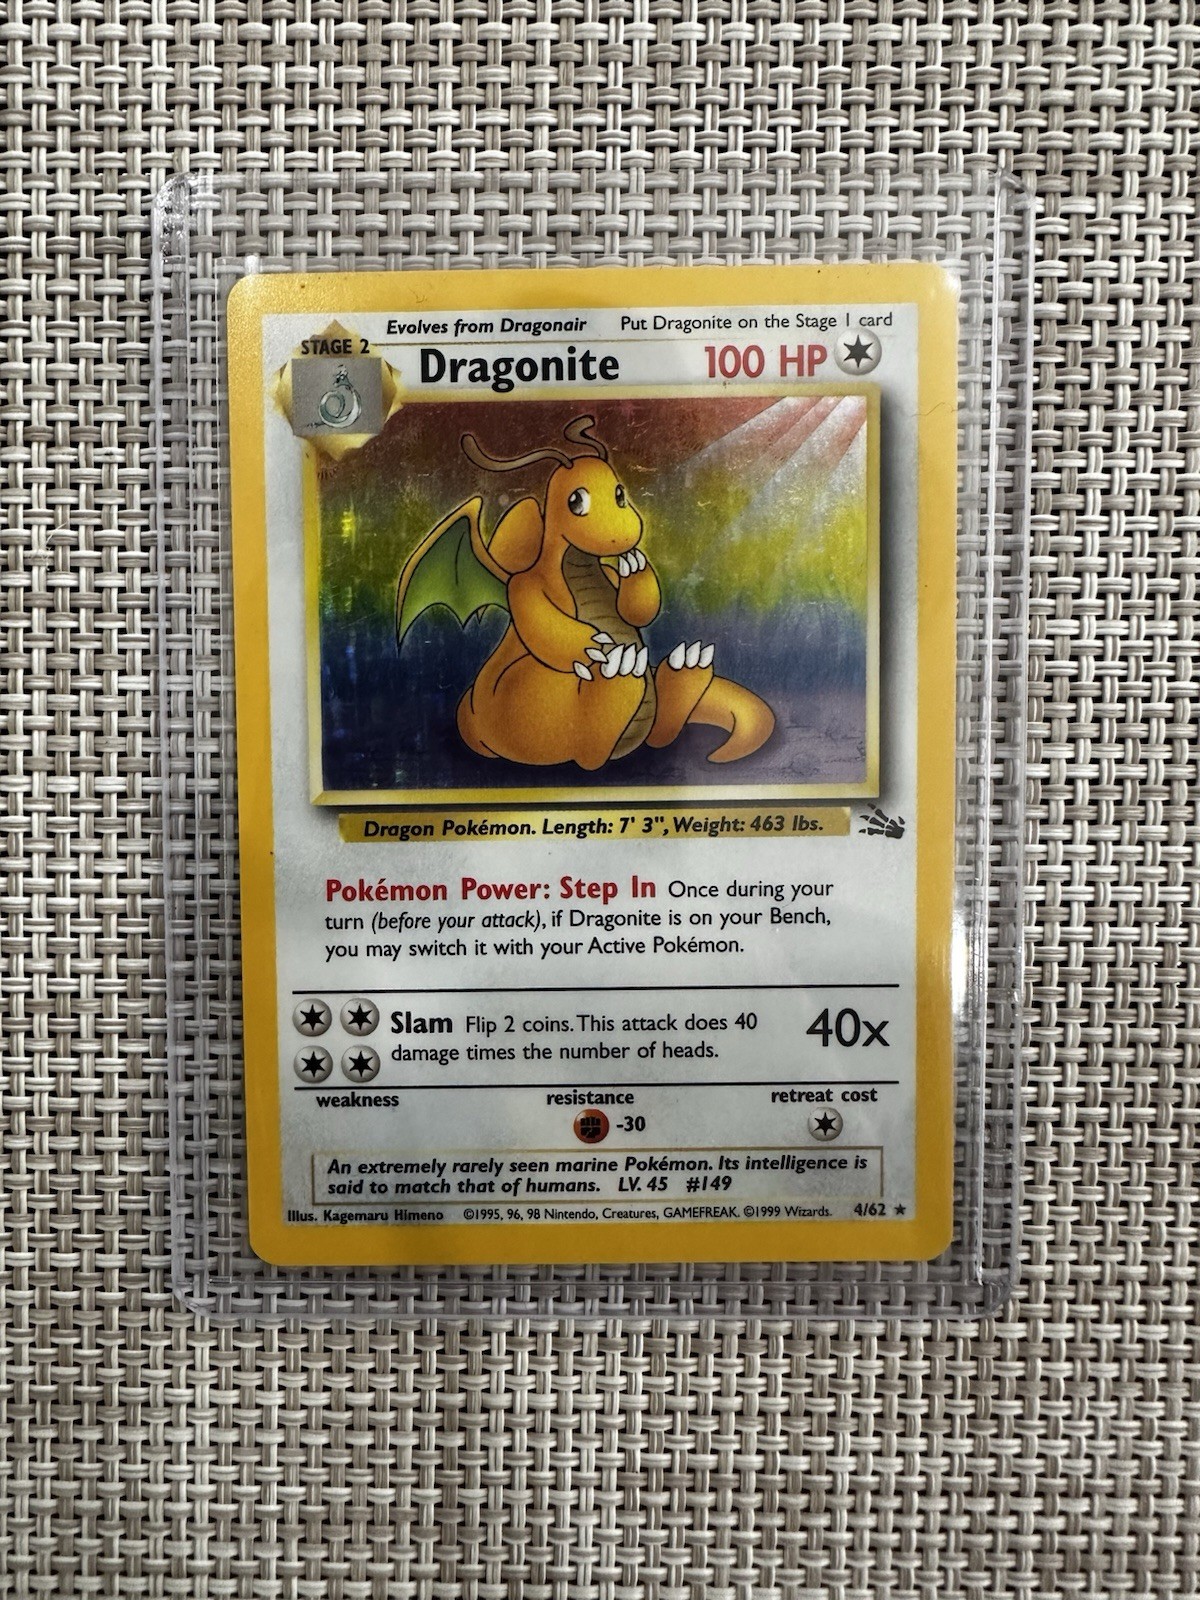 Evolves from Dragonair Put Dragonite on the Stage 1 card
STAGE 2
Dragonite 100 HP
Dragon Pokémon. Length: 7' 3", Weight: 463 lbs.
Pokémon Power: Step In Once during your
turn (before your attack), if Dragonite is on your Bench,
you may switch it with your Active Pokémon.
Slam Flip 2 coins. This attack does 40
damage times the number of heads.
40x
weakness resistance retreat cost
-30
An extremely rarely seen marine Pokémon. Its intelligence is
said to match that of humans. LV. 45 #149
Illus. Kagemaru Himeno ©1995, 96, 98 Nintendo, Creatures, GAMEFREAK. ©1999 Wizards. 4/62 ★